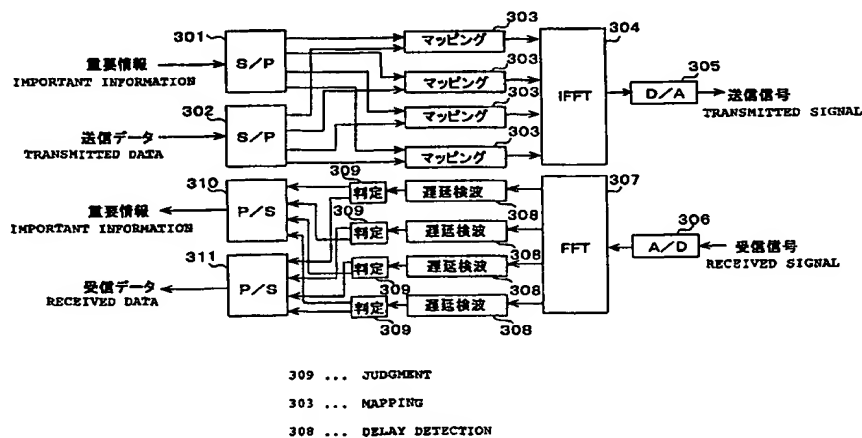 303
301
マッピング
304
重要情報
IMPORTANT INFORMATION
S/P
303
マッピング
305
302
303
IFFT
D/A
送信信号
TRANSMITTED SIGNAL
マッピング
送信データ
TRANSMITTED DATA
S/P
303
マッピング
309
310
判定
遅延検波
307
重要情報
IMPORTANT INFORMATION
P/S
309
308
306
判定
遅延検波
FFT
A/D
受信信号
RECEIVED SIGNAL
311
308
受信データ
RECEIVED DATA
P/S
判定
遅延検波
309
308
判定
遅延検波
309
308
309 ... JUDGMENT
303 ... MAPPING
308 ... DELAY DETECTION